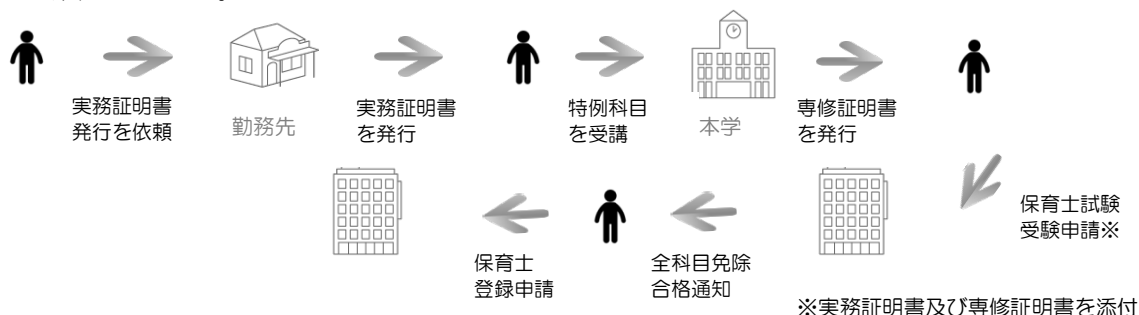 実務証明書
発行を依頼
勤務先
実務証明書
を発行
特例科目
を受講
本学
専修証明書
を発行
保育士試験
受験申請※
全科目免除
合格通知
保育士
登録申請
※実務証明書及び専修証明書を添付